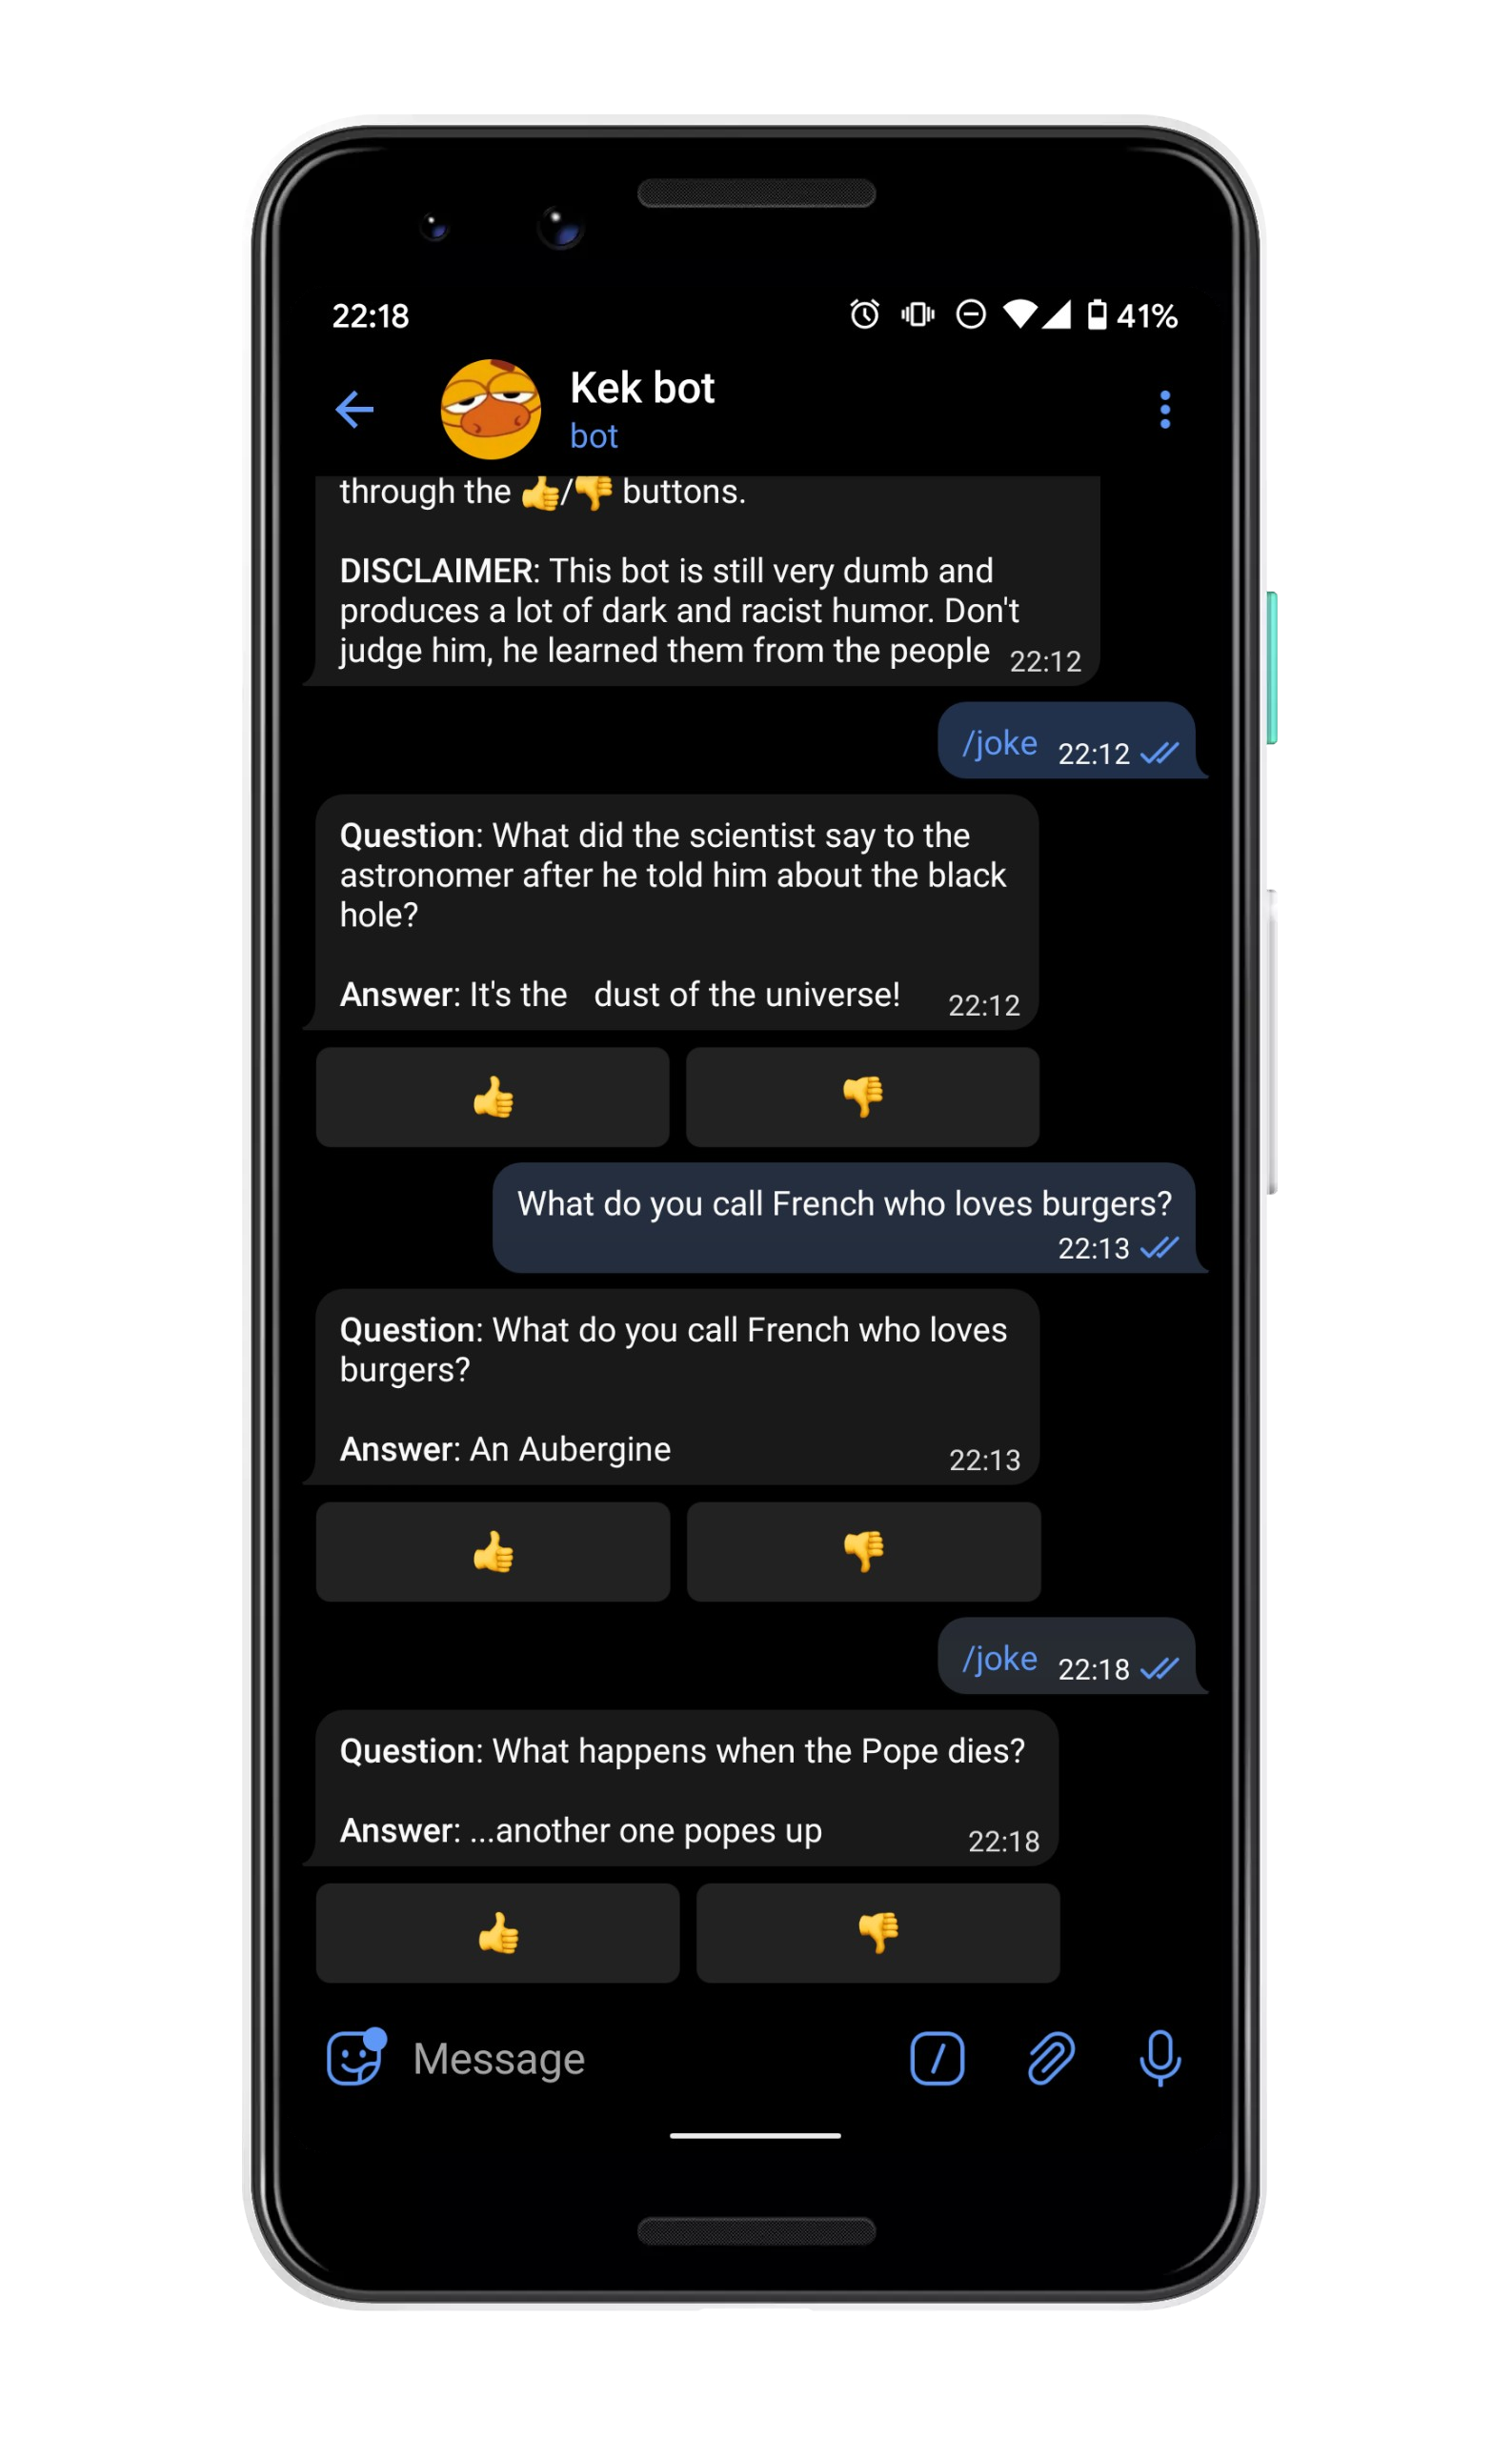 22:18 41%
Kek bot
bot
through the 👍/👎 buttons.
DISCLAIMER: This bot is still very dumb and
produces a lot of dark and racist humor. Don't
judge him, he learned them from the people 22:12
/joke 22:12
Question: What did the scientist say to the
astronomer after he told him about the black
hole?
Answer: It's the   dust of the universe! 22:12
👍 👎
What do you call French who loves burgers?
22:13
Question: What do you call French who loves
burgers?
Answer: An Aubergine 22:13
👍 👎
/joke 22:18
Question: What happens when the Pope dies?
Answer: ...another one popes up 22:18
👍 👎
Message